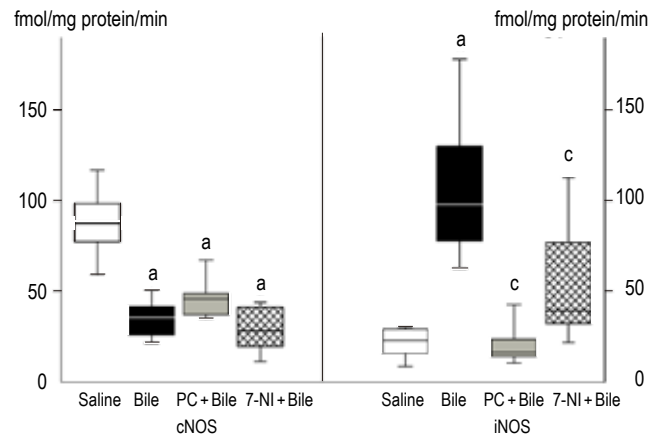 fmol/mg protein/min fmol/mg protein/min
a
150 150
c
100 100
a
a a
50 c 50
0 0
Saline Bile PC + Bile 7-NI + Bile Saline Bile PC + Bile 7-NI + Bile
cNOS iNOS